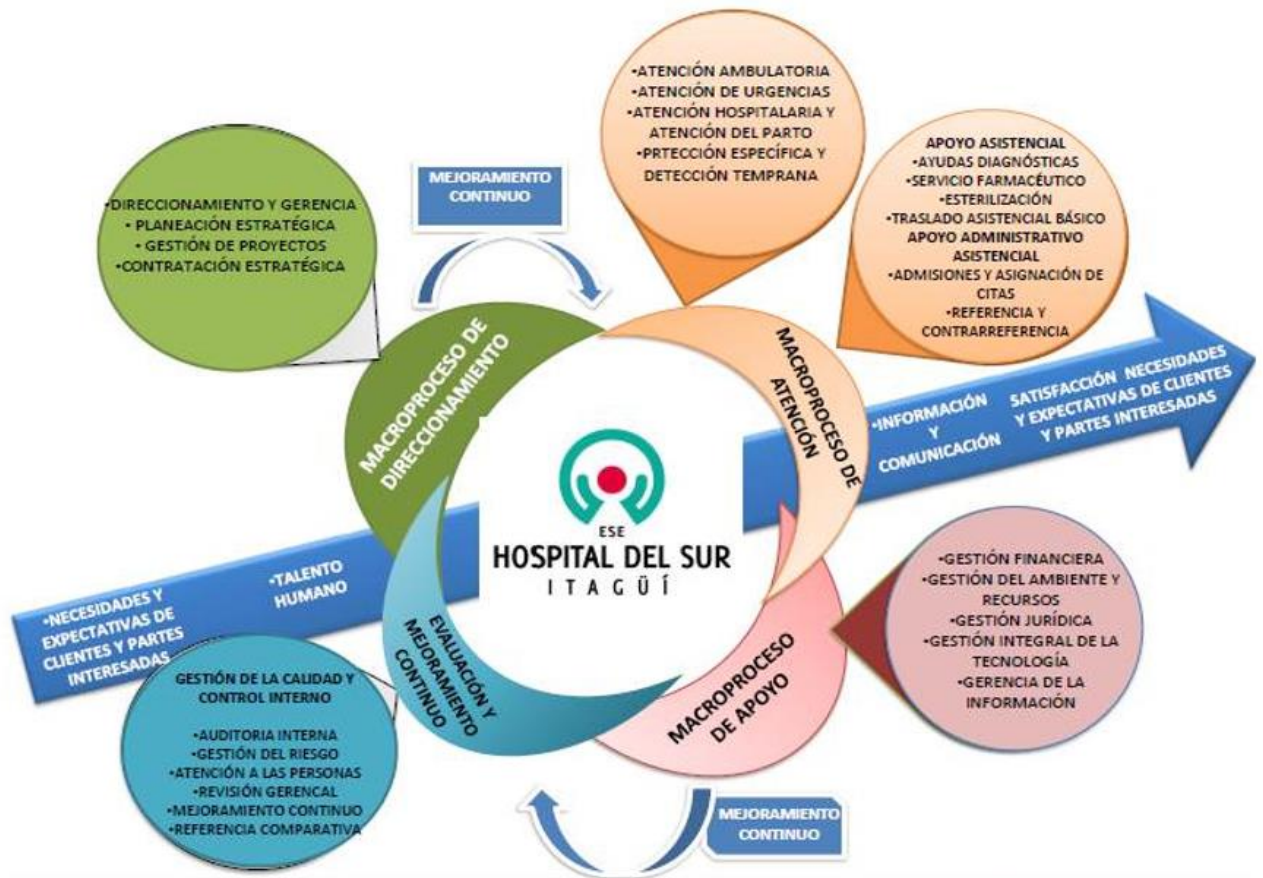 •DIRECCIONAMIENTO Y GERENCIA
• PLANEACIÓN ESTRATÉGICA
• GESTIÓN DE PROYECTOS
•CONTRATACIÓN ESTRATÉGICA
MEJORAMIENTO
CONTINUO
•ATENCIÓN AMBULATORIA
•ATENCIÓN DE URGENCIAS
•ATENCIÓN HOSPITALARIA Y
ATENCIÓN DEL PARTO
•PRTECCIÓN ESPECÍFICA Y
DETECCIÓN TEMPRANA
APOYO ASISTENCIAL
•AYUDAS DIAGNÓSTICAS
•SERVICIO FARMACÉUTICO
•ESTERILIZACIÓN
•TRASLADO ASISTENCIAL BÁSICO
APOYO ADMINISTRATIVO
ASISTENCIAL
•ADMISIONES Y ASIGNACIÓN DE
CITAS
•REFERENCIA Y
CONTRARREFERENCIA
MACROPROCESO DE
DIRECCIONAMIENTO
MACROPROCESO DE
ATENCIÓN
•INFORMACIÓN
Y
COMUNICACIÓN
SATISFACCIÓN NECESIDADES
Y EXPECTATIVAS DE CLIENTES
Y PARTES INTERESADAS
ESE
HOSPITAL DEL SUR
ITAGÜÍ
•NECESIDADES Y
EXPECTATIVAS DE
CLIENTES Y PARTES
INTERESADAS
•TALENTO
HUMANO
EVALUACIÓN Y
MEJORAMIENTO
CONTINUO
MACROPROCESO
DE APOYO
•GESTIÓN FINANCIERA
•GESTIÓN DEL AMBIENTE Y
RECURSOS
•GESTIÓN JURÍDICA
•GESTIÓN INTEGRAL DE LA
TECNOLOGÍA
•GERENCIA DE LA
INFORMACIÓN
GESTIÓN DE LA CALIDAD Y
CONTROL INTERNO
•AUDITORIA INTERNA
•GESTIÓN DEL RIESGO
•ATENCIÓN A LAS PERSONAS
•REVISIÓN GERENCAL
•MEJORAMIENTO CONTINUO
•REFERENCIA COMPARATIVA
MEJORAMIENTO
CONTINUO